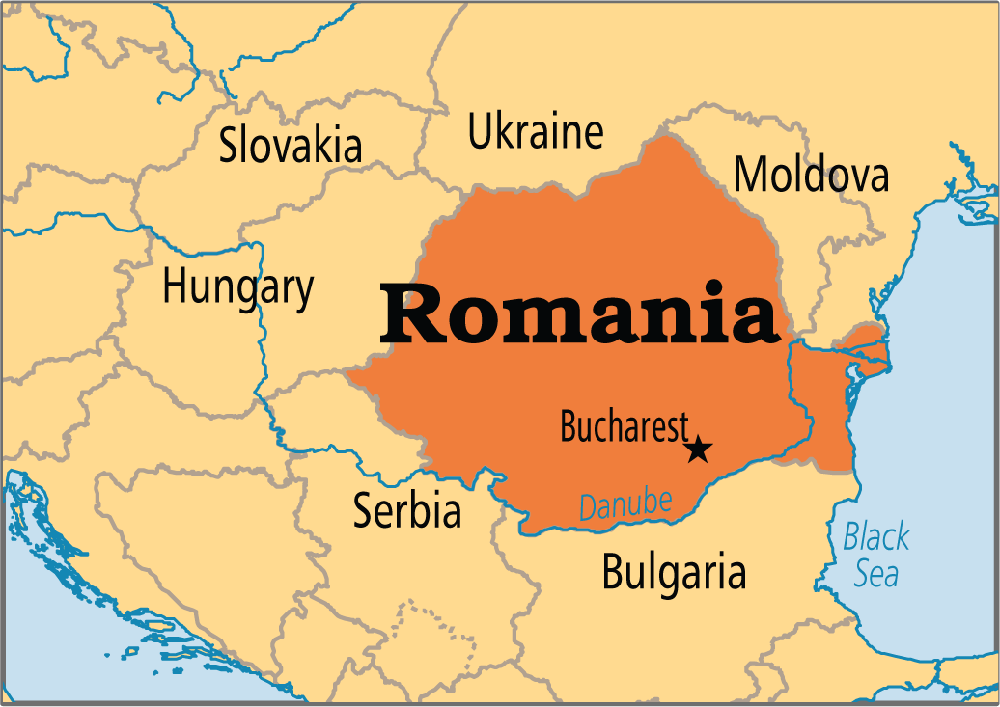 Ukraine
Slovakia
Moldova
Hungary
Romania
Bucharest
Danube
Serbia
Black
Sea
Bulgaria